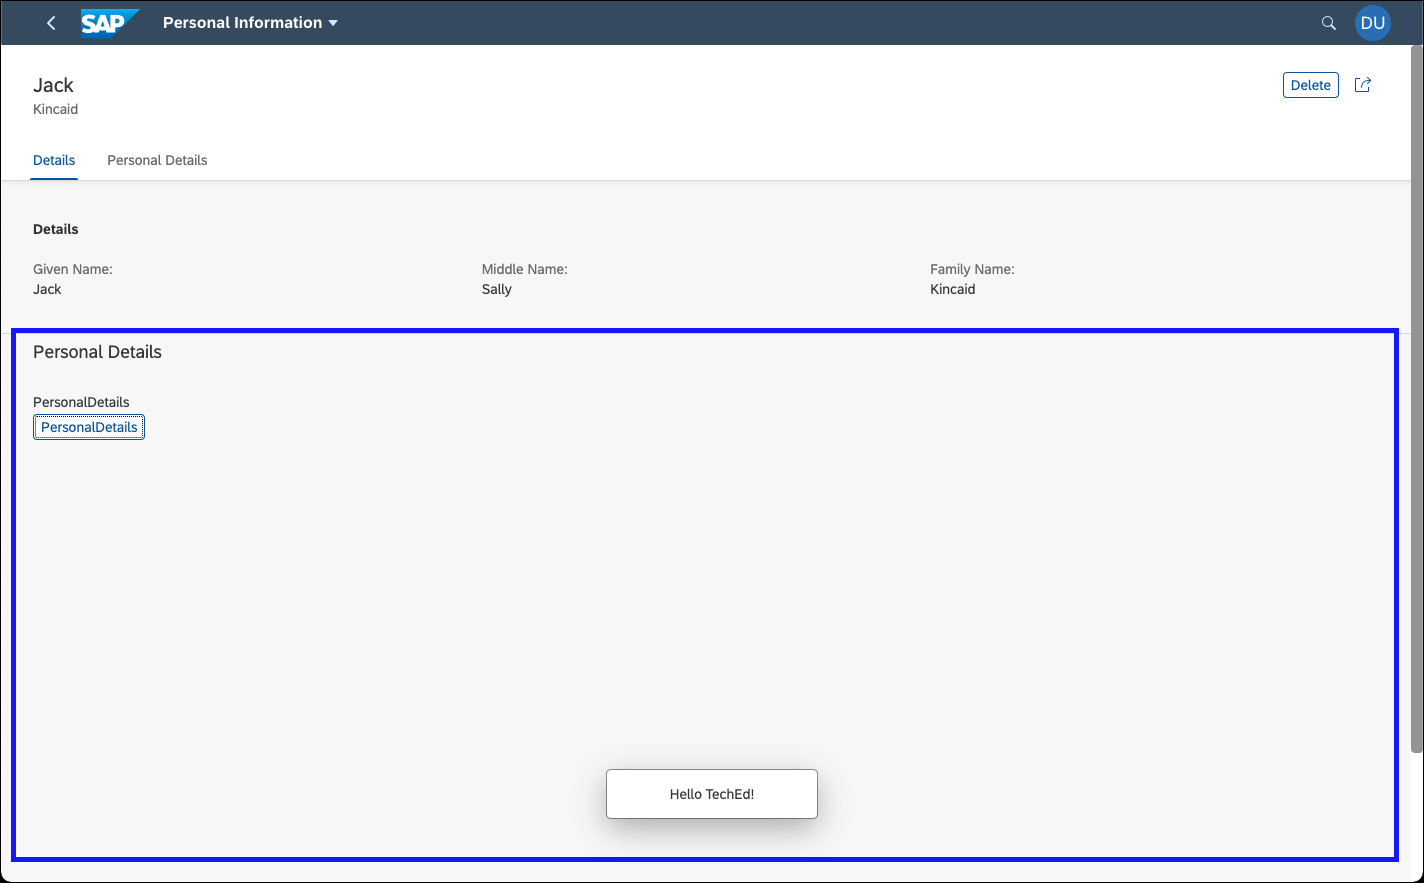 SAP Personal Information DU
Jack
Kincaid
Delete
Details Personal Details
Details
Given Name: Middle Name: Family Name:
Jack Sally Kincaid
Personal Details
PersonalDetails
PersonalDetails
Hello TechEd!